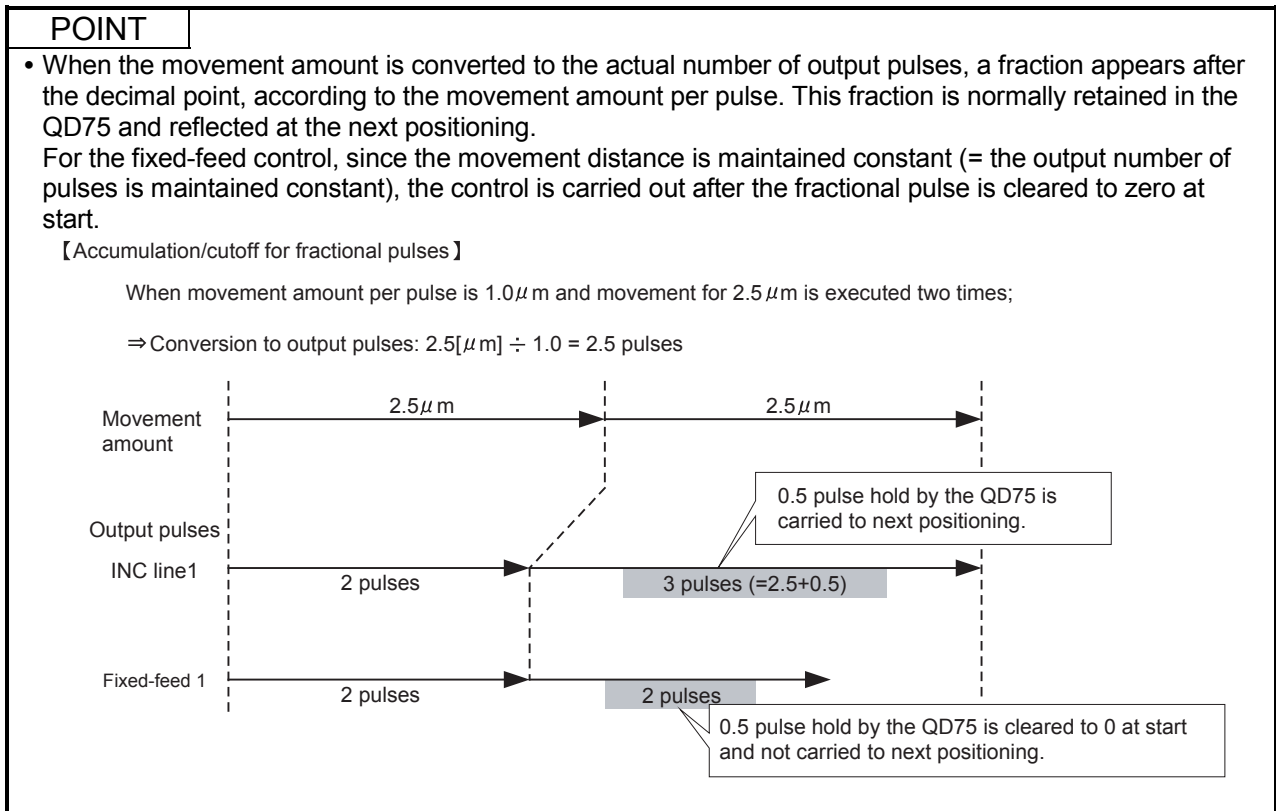 POINT
• When the movement amount is converted to the actual number of output pulses, a fraction appears after
the decimal point, according to the movement amount per pulse. This fraction is normally retained in the
QD75 and reflected at the next positioning.
For the fixed-feed control, since the movement distance is maintained constant (= the output number of
pulses is maintained constant), the control is carried out after the fractional pulse is cleared to zero at
start.
【Accumulation/cutoff for fractional pulses】
When movement amount per pulse is 1.0μm and movement for 2.5μm is executed two times;
⇒Conversion to output pulses: 2.5[μm] ÷ 1.0 = 2.5 pulses
Movement
amount
2.5μm
2.5μm
0.5 pulse hold by the QD75 is
carried to next positioning.
Output pulses
INC line1
2 pulses
3 pulses (=2.5+0.5)
Fixed-feed 1
2 pulses
2 pulses
0.5 pulse hold by the QD75 is cleared to 0 at start
and not carried to next positioning.